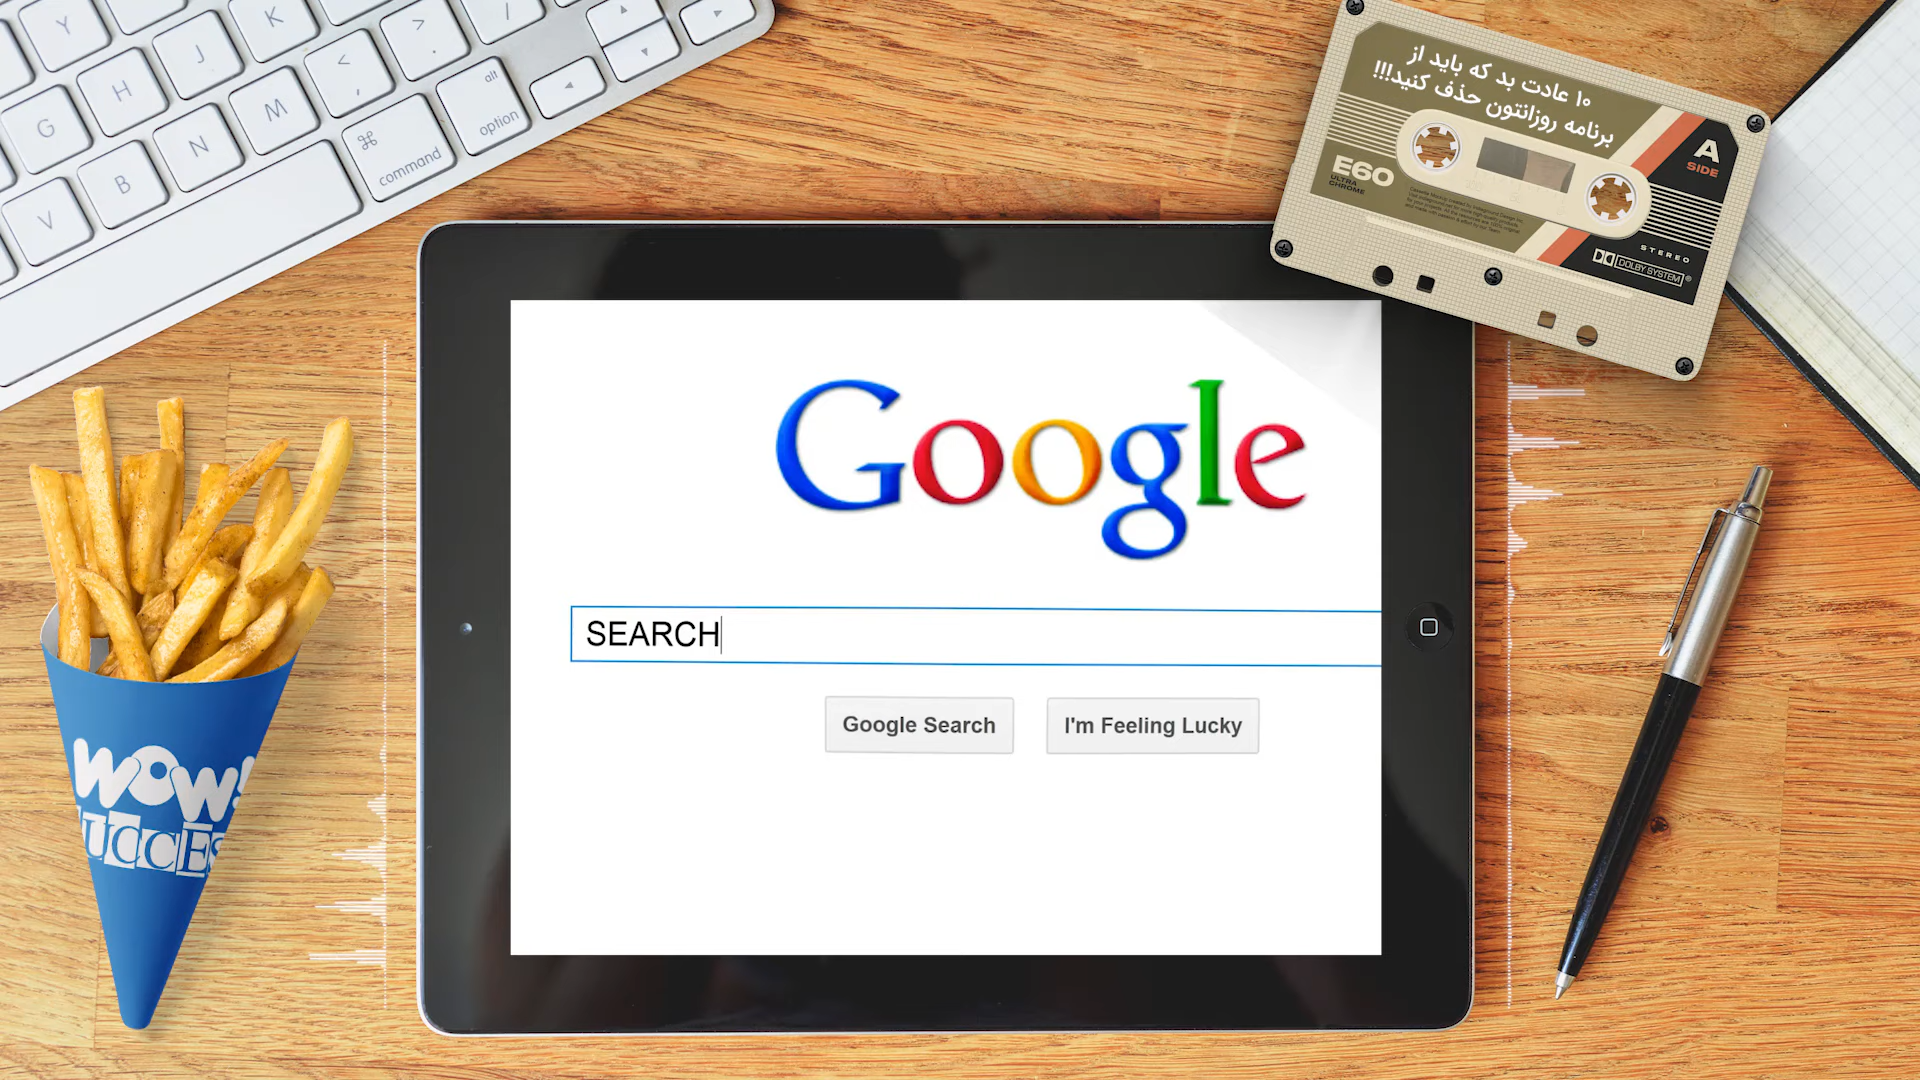 Y
K
>
.
/
H
J
<
,
alt
option
G
N
M
⌘
command
V
B
۱۰ عادت بد که باید از
برنامه روزانتون حذف کنید!!!
A
SIDE
E60
ULTRA
CHROME
STEREO
DOLBY SYSTEM®
Google
SEARCH
Google Search
I'm Feeling Lucky
WOW!
UCCES